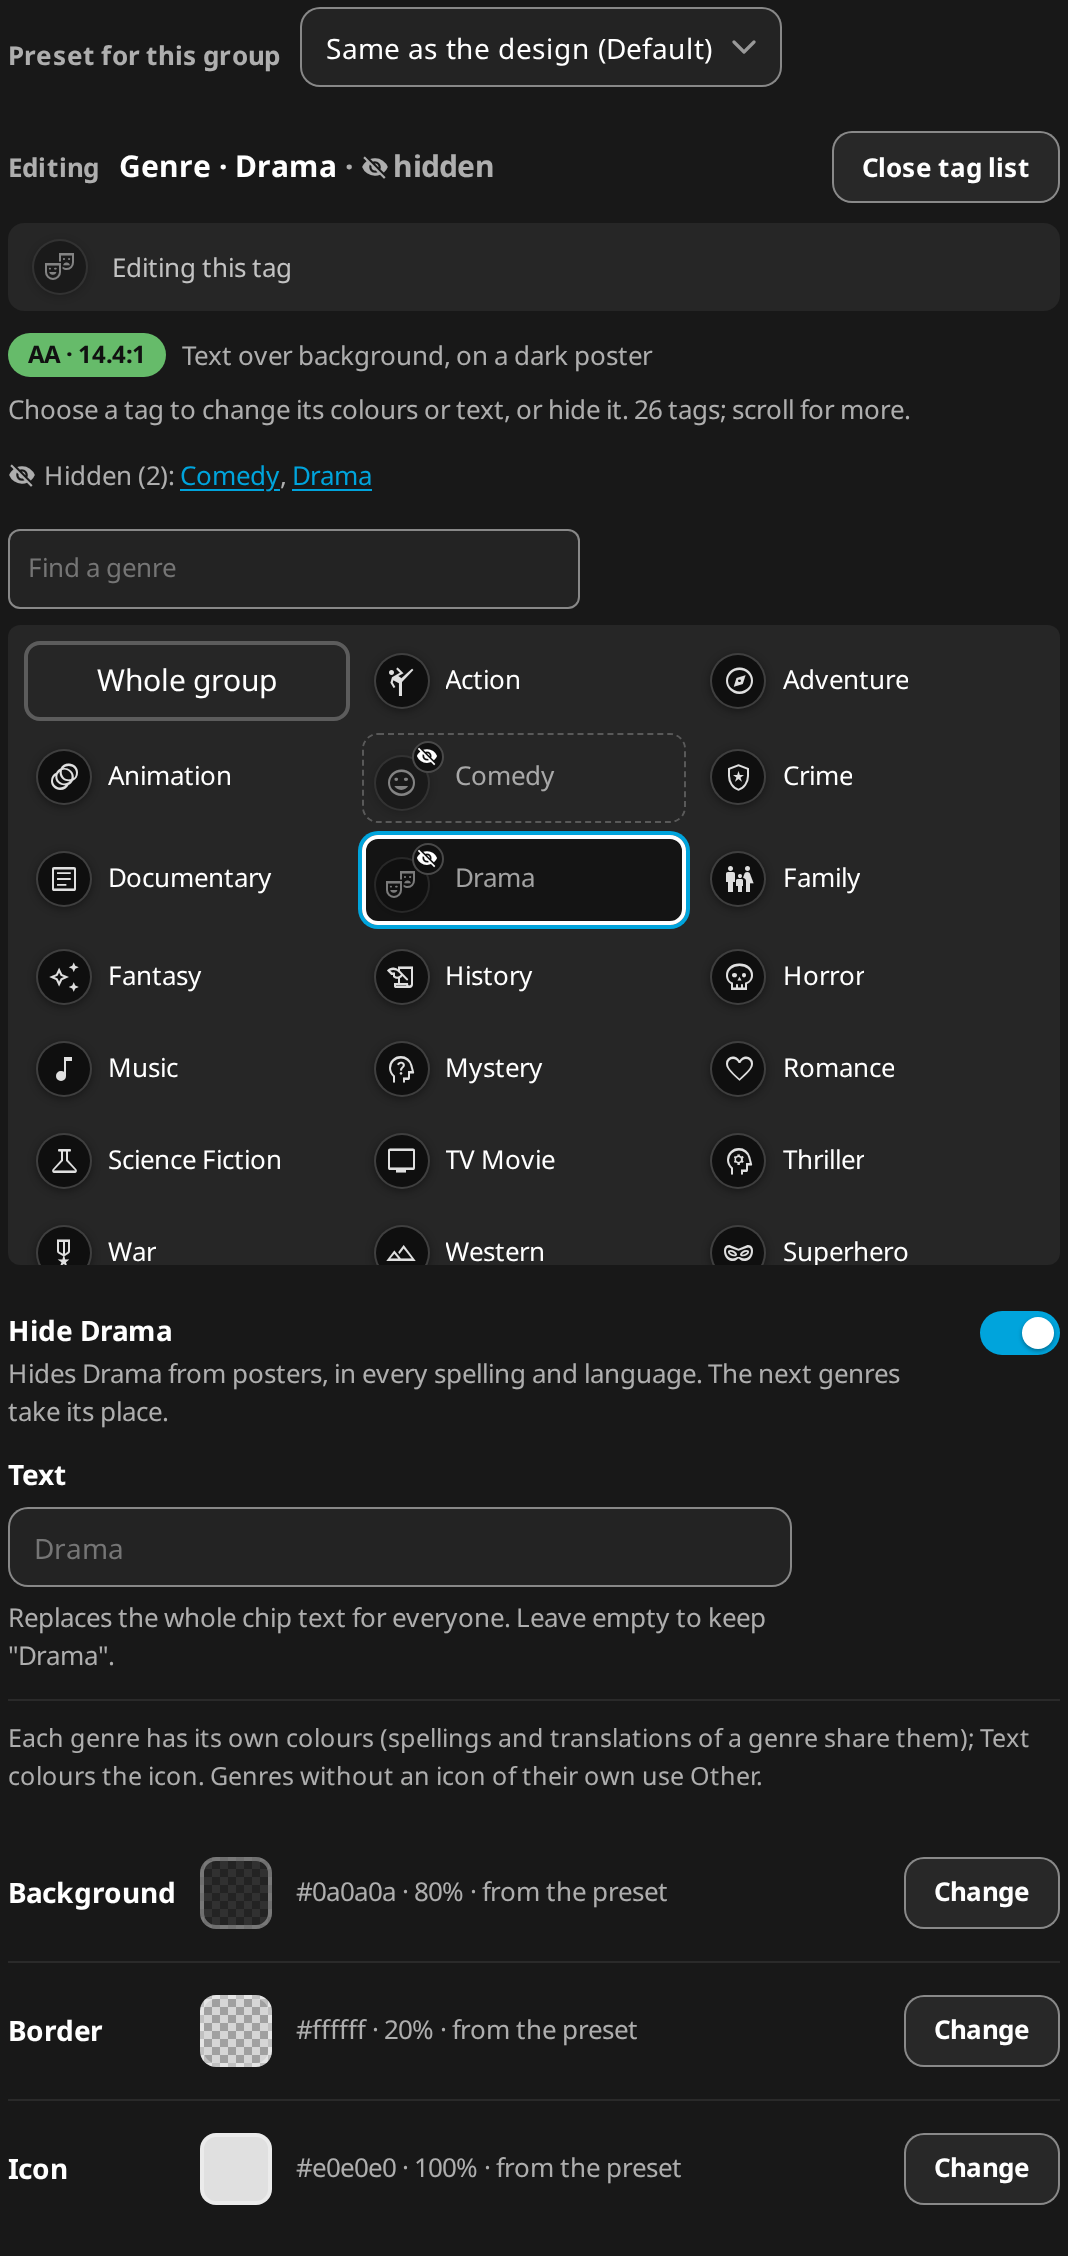 Preset for this group
Same as the design (Default)
Editing Genre · Drama · hidden
Close tag list
Editing this tag
AA · 14.4:1 Text over background, on a dark poster
Choose a tag to change its colours or text, or hide it. 26 tags; scroll for more.
Hidden (2): Comedy, Drama
Find a genre
Whole group
Action
Adventure
Animation
Comedy
Crime
Documentary
Drama
Family
Fantasy
History
Horror
Music
Mystery
Romance
Science Fiction
TV Movie
Thriller
War
Western
Superhero
Hide Drama
Hides Drama from posters, in every spelling and language. The next genres
take its place.
Text
Drama
Replaces the whole chip text for everyone. Leave empty to keep
"Drama".
Each genre has its own colours (spellings and translations of a genre share them); Text
colours the icon. Genres without an icon of their own use Other.
Background #0a0a0a · 80% · from the preset Change
Border #ffffff · 20% · from the preset Change
Icon #e0e0e0 · 100% · from the preset Change